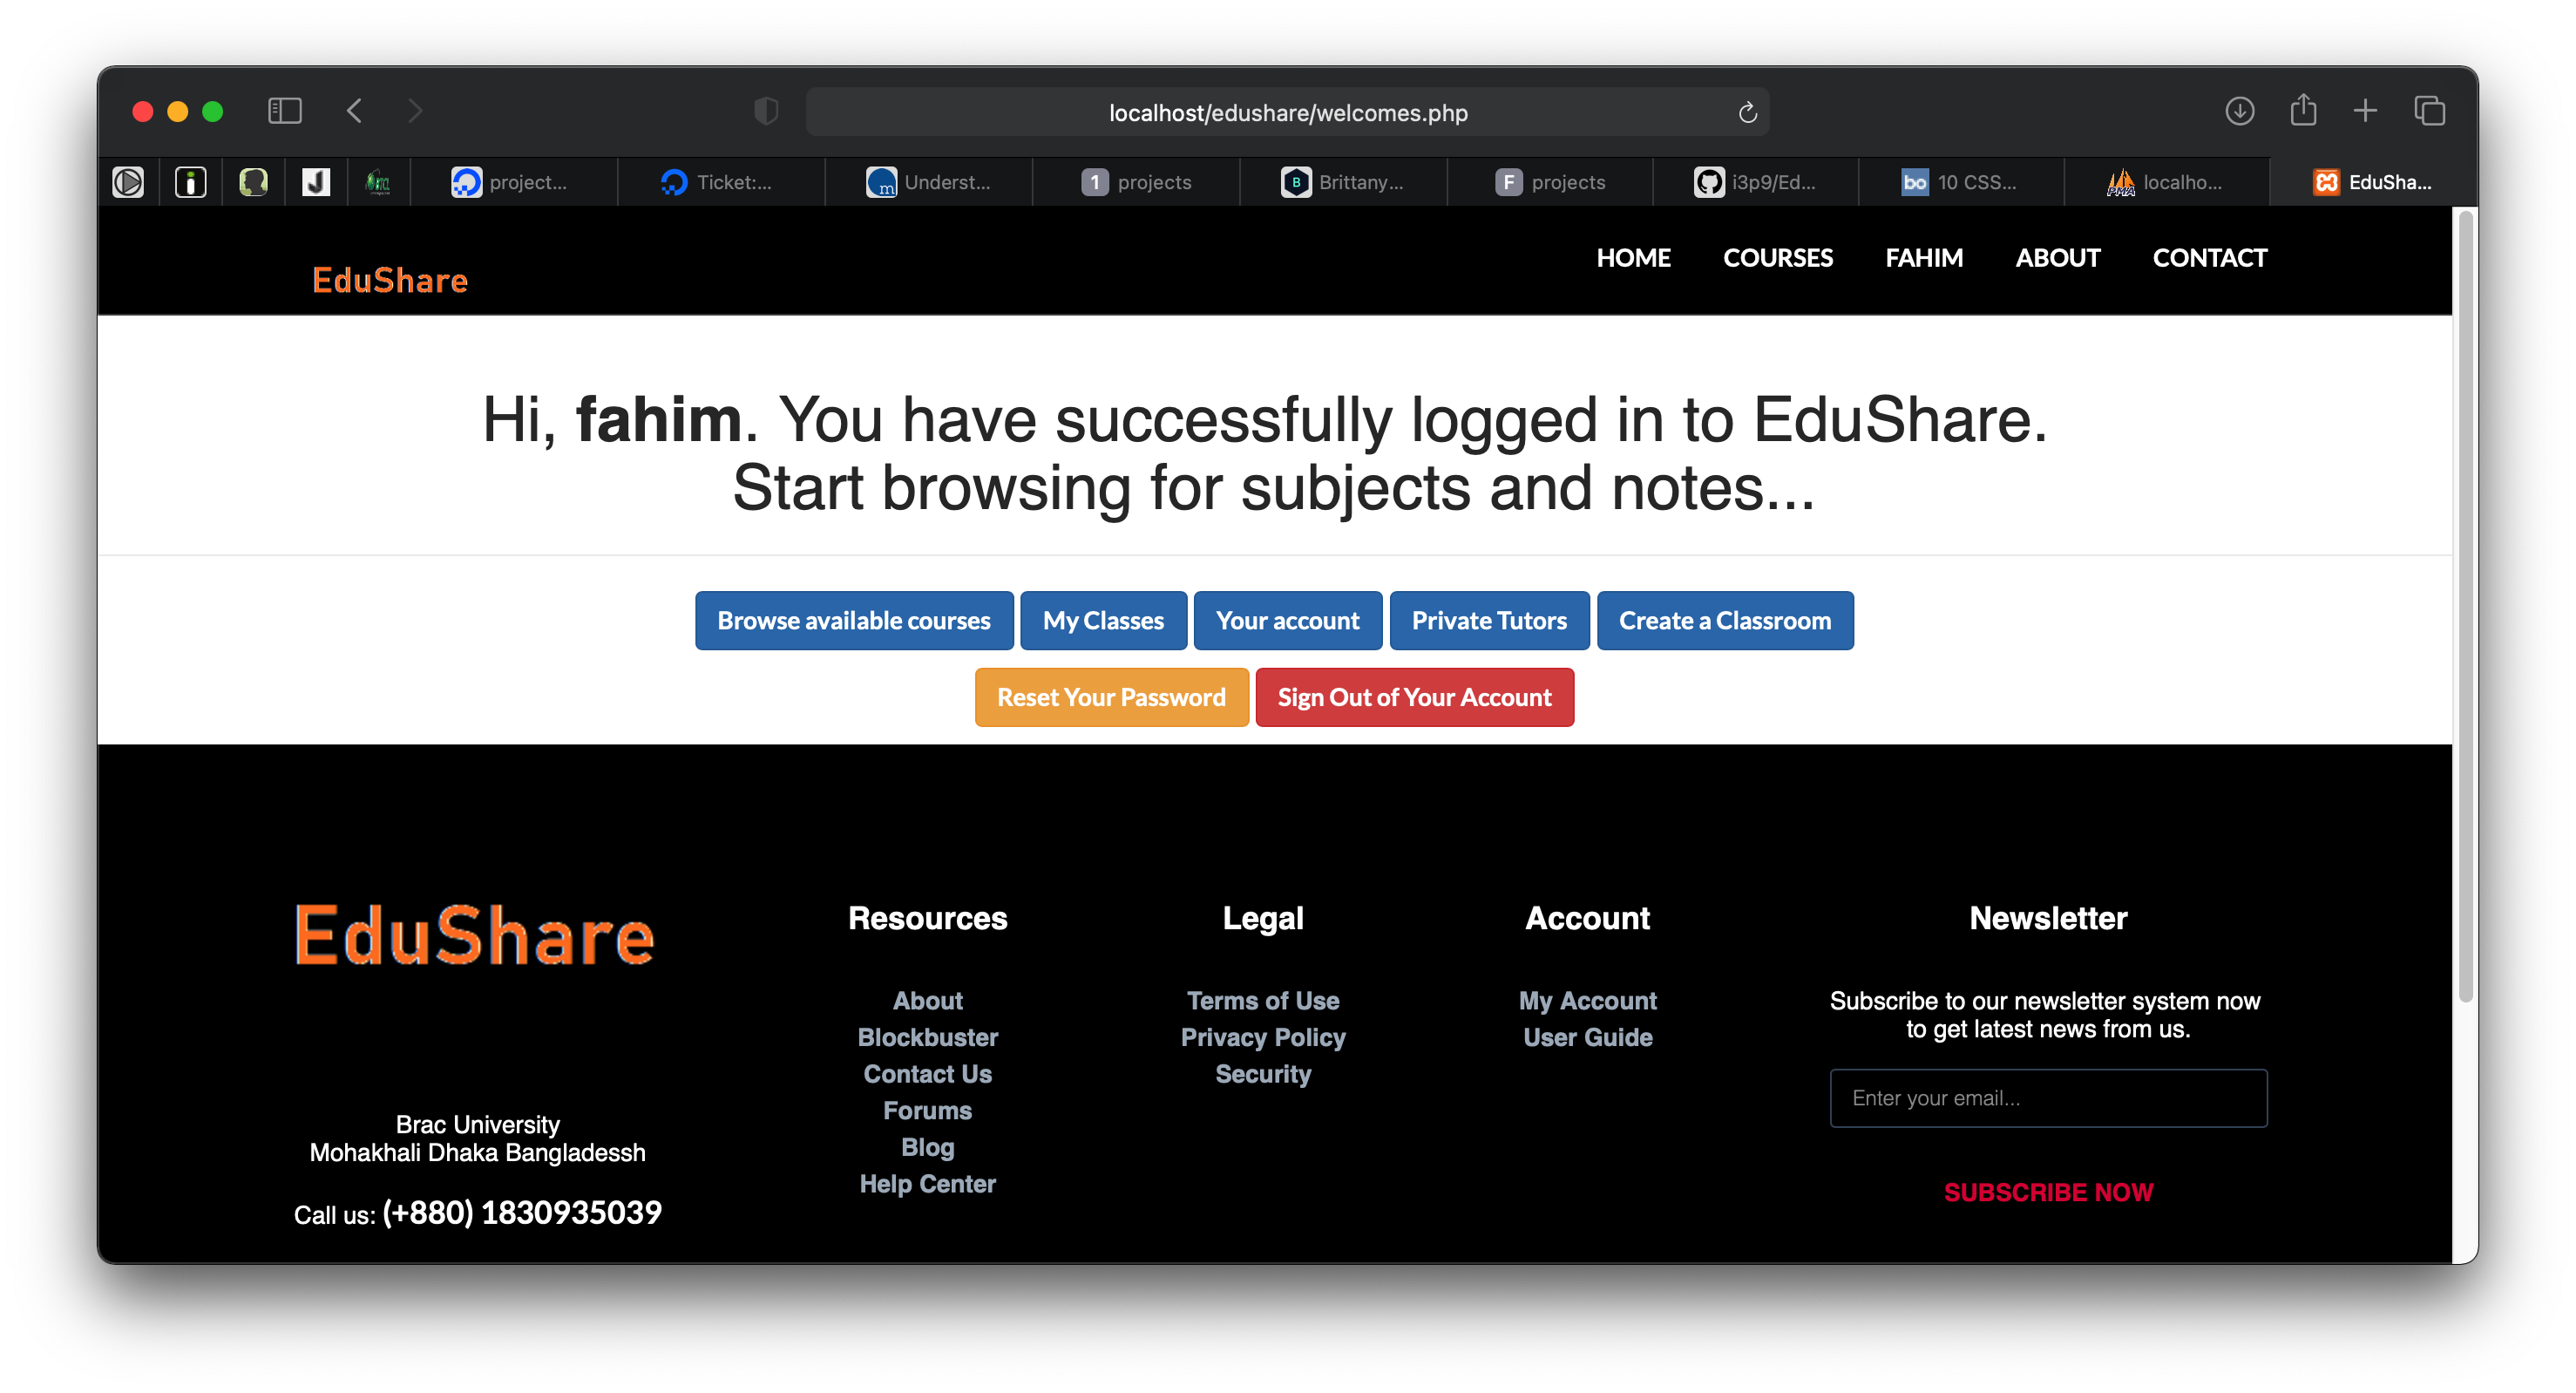 localhost/edushare/welcomes.php
project...
Ticket:...
m Underst...
1 projects
B Brittany...
F projects
i3p9/Ed...
bo 10 CSS...
PMA localho...
EduSha...
EduShare
HOME COURSES FAHIM ABOUT CONTACT
Hi, fahim. You have successfully logged in to EduShare.
Start browsing for subjects and notes...
Browse available courses My Classes Your account Private Tutors Create a Classroom
Reset Your Password Sign Out of Your Account
EduShare
Brac University
Mohakhali Dhaka Bangladessh
Call us: (+880) 1830935039
Resources
About
Blockbuster
Contact Us
Forums
Blog
Help Center
Legal
Terms of Use
Privacy Policy
Security
Account
My Account
User Guide
Newsletter
Subscribe to our newsletter system now
to get latest news from us.
Enter your email...
SUBSCRIBE NOW